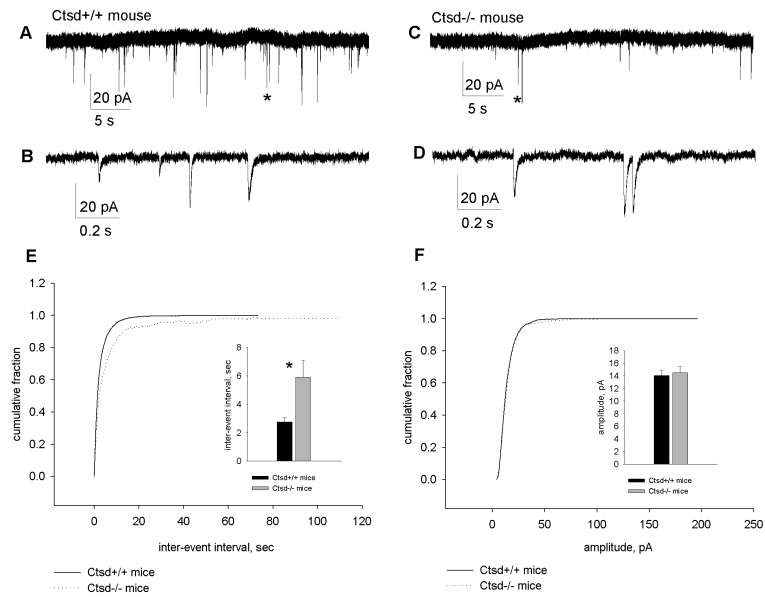 Ctsd+/+ mouse
Ctsd-/- mouse
A
20 pA
5 s
*
C
20 pA
5 s
*
B
20 pA
0.2 s
D
20 pA
0.2 s
E
1.2
1.0
0.8
0.6
0.4
0.2
0.0
cumulative fraction
0 20 40 60 80 100 120
inter-event interval, sec
8
6
4
2
0
inter-event interval, sec
*
Ctsd+/+ mice
Ctsd-/- mice
Ctsd+/+ mice
Ctsd-/- mice
F
1.2
1.0
0.8
0.6
0.4
0.2
0.0
cumulative fraction
0 50 100 150 200 250
amplitude, pA
18
16
14
12
10
8
6
4
2
0
amplitude, pA
Ctsd+/+ mice
Ctsd-/- mice
Ctsd+/+ mice
Ctsd-/- mice